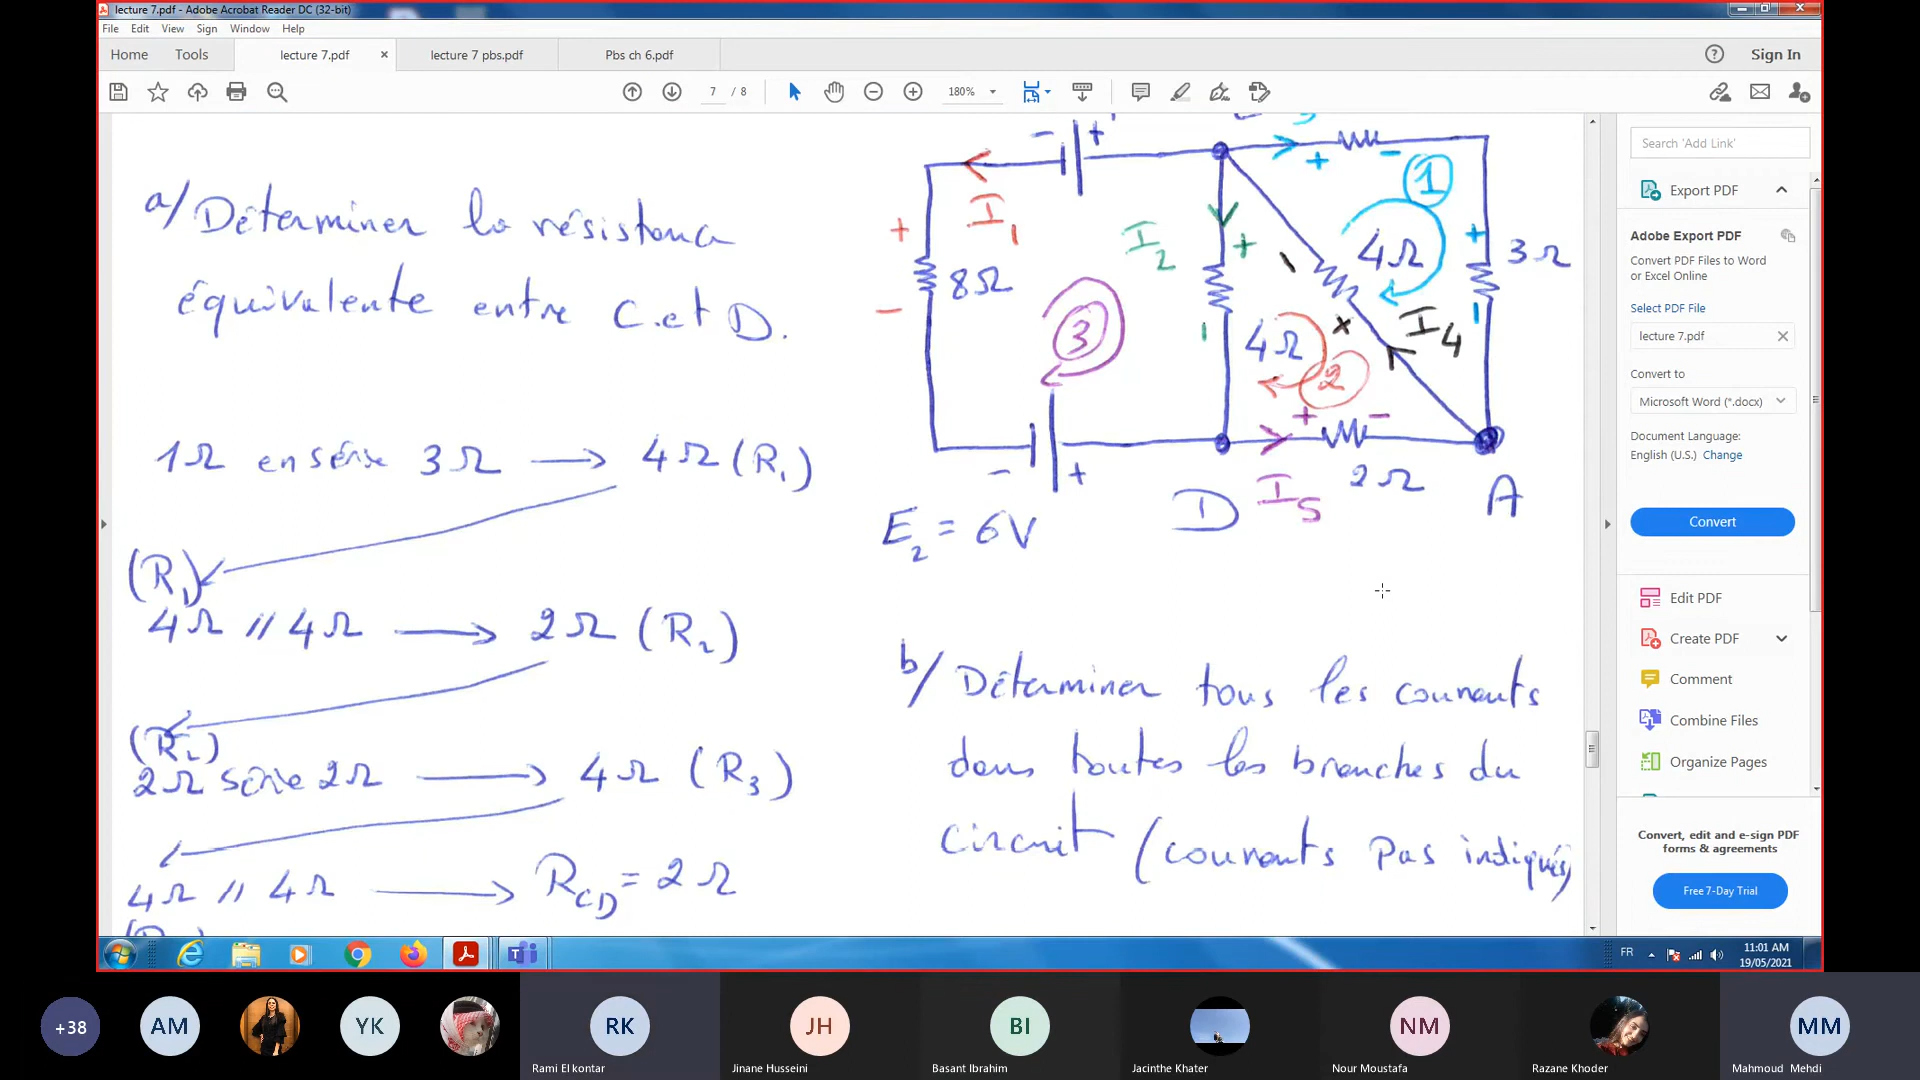 lecture 7.pdf - Adobe Acrobat Reader DC (32-bit)
File Edit View Sign Window Help
Home Tools lecture 7.pdf × lecture 7 pbs.pdf Pbs ch 6.pdf Sign In
7 / 8 180%
a/ Déterminer la résistance
équivalente entre C et D.
1Ω en série 3Ω → 4Ω (R1)
(R1)
4Ω // 4Ω → 2Ω (R2)
(R2)
2Ω série 2Ω → 4Ω (R3)
4Ω // 4Ω → RCD = 2Ω
- +
+ I1
8Ω
-
3
I2
+
4Ω
2
+ -
1
4Ω
+
3Ω
I4
+ -
- +
D I5 2Ω A
E2 = 6V
b/ Déterminer tous les courants
dans toutes les branches du
circuit (courants pas indiqués)
Search 'Add Link'
Export PDF
Adobe Export PDF
Convert PDF Files to Word
or Excel Online
Select PDF File
lecture 7.pdf
Convert to
Microsoft Word (*.docx)
Document Language:
English (U.S.) Change
Convert
Edit PDF
Create PDF
Comment
Combine Files
Organize Pages
Convert, edit and e-sign PDF
forms & agreements
Free 7-Day Trial
FR
11:01 AM
19/05/2021
+38 AM YK RK JH BI NM MM
Rami El kontar Jinane Husseini Basant Ibrahim Jacinthe Khater Nour Moustafa Razane Khoder Mahmoud Mehdi